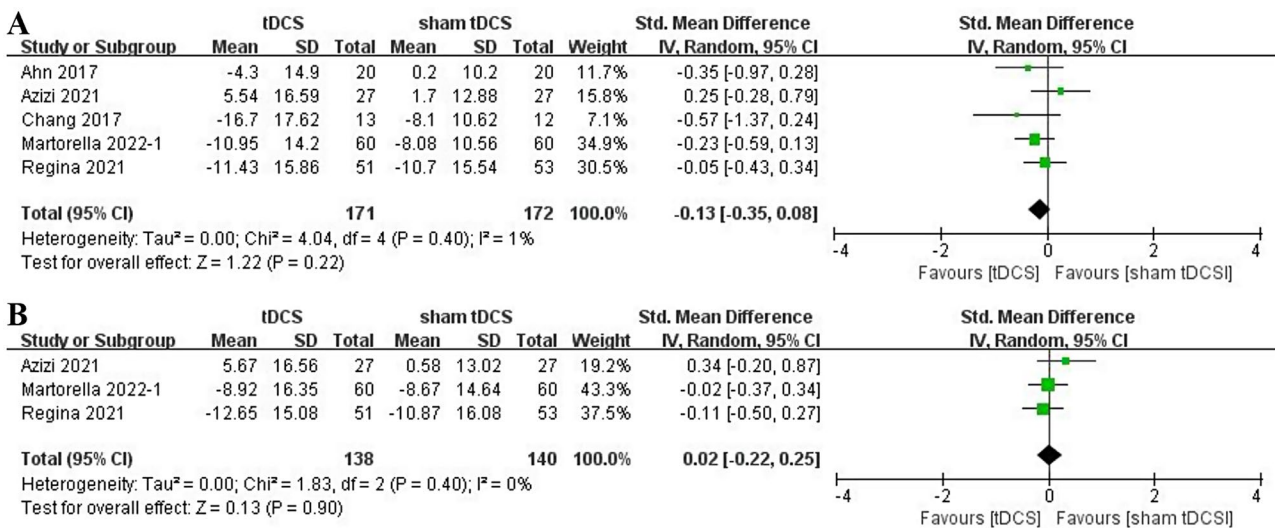 A
tDCS sham tDCS Std. Mean Difference Std. Mean Difference
Study or Subgroup Mean SD Total Mean SD Total Weight IV, Random, 95% CI IV, Random, 95% CI
Ahn 2017 -4.3 14.9 20 0.2 10.2 20 11.7% -0.35 [-0.97, 0.28]
Azizi 2021 5.54 16.59 27 1.7 12.88 27 15.8% 0.25 [-0.28, 0.79]
Chang 2017 -16.7 17.62 13 -8.1 10.62 12 7.1% -0.57 [-1.37, 0.24]
Martorella 2022-1 -10.95 14.2 60 -8.08 10.56 60 34.9% -0.23 [-0.59, 0.13]
Regina 2021 -11.43 15.86 51 -10.7 15.54 53 30.5% -0.05 [-0.43, 0.34]
Total (95% CI) 171 172 100.0% -0.13 [-0.35, 0.08]
Heterogeneity: Tau² = 0.00; Chi² = 4.04, df = 4 (P = 0.40); I² = 1%
Test for overall effect: Z = 1.22 (P = 0.22)
-4 -2 0 2 4
Favours [tDCS] Favours [sham tDCSI]
B
tDCS sham tDCS Std. Mean Difference Std. Mean Difference
Study or Subgroup Mean SD Total Mean SD Total Weight IV, Random, 95% CI IV, Random, 95% CI
Azizi 2021 5.67 16.56 27 0.58 13.02 27 19.2% 0.34 [-0.20, 0.87]
Martorella 2022-1 -8.92 16.35 60 -8.67 14.64 60 43.3% -0.02 [-0.37, 0.34]
Regina 2021 -12.65 15.08 51 -10.87 16.08 53 37.5% -0.11 [-0.50, 0.27]
Total (95% CI) 138 140 100.0% 0.02 [-0.22, 0.25]
Heterogeneity: Tau² = 0.00; Chi² = 1.83, df = 2 (P = 0.40); I² = 0%
Test for overall effect: Z = 0.13 (P = 0.90)
-4 -2 0 2 4
Favours [tDCS] Favours [sham tDCSI]